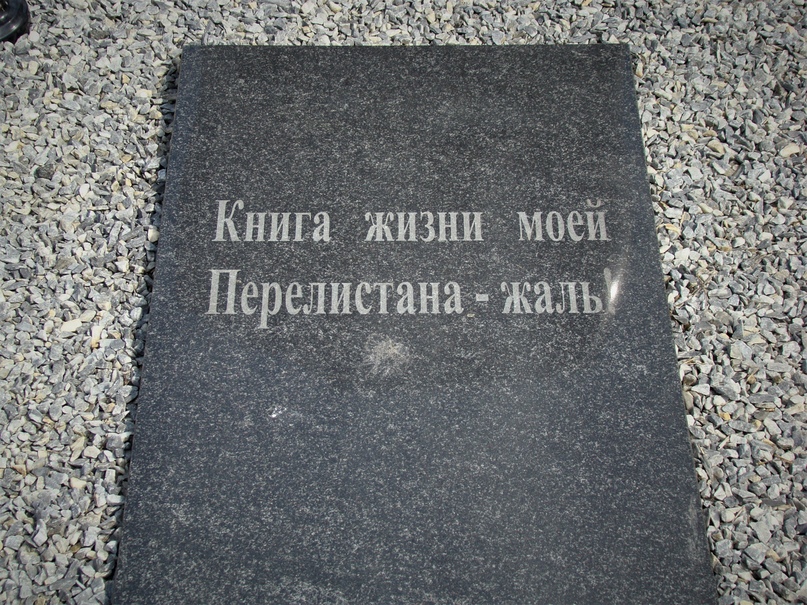 Книга жизни моей
Перелистана - жаль!